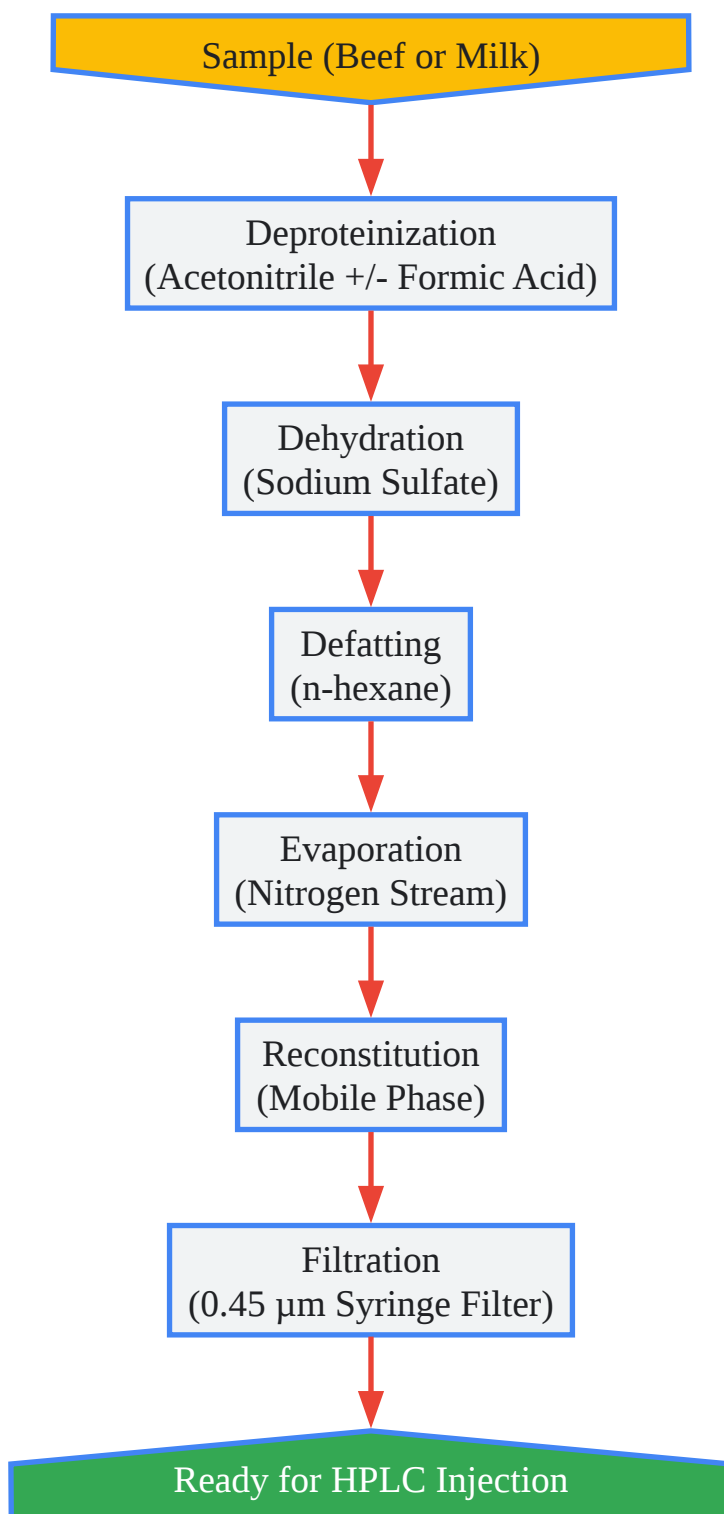 Sample (Beef or Milk)
Deproteinization
(Acetonitrile +/- Formic Acid)
Dehydration
(Sodium Sulfate)
Defatting
(n-hexane)
Evaporation
(Nitrogen Stream)
Reconstitution
(Mobile Phase)
Filtration
(0.45 µm Syringe Filter)
Ready for HPLC Injection